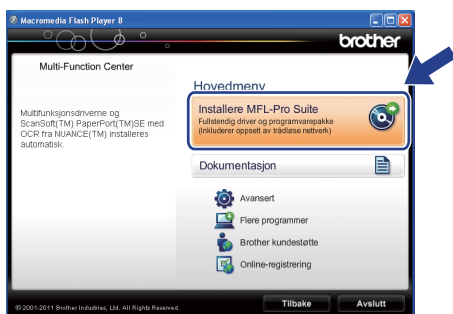 Macromedia Flash Player 8
brother
Multi-Function Center
Hovedmeny
Multifunksjonsdriverne og
ScanSoft(TM) PaperPort(TM)SE med
OCR fra NUANCE(TM) installeres
automatisk.
Installere MFL-Pro Suite
Fullstendig driver og programvarepakke
(Inkluderer oppsett av trådløse nettverk)
Dokumentasjon
Avansert
Flere programmer
Brother kundestøtte
Online-registrering
© 2001-2011 Brother Industries, Ltd. All Rights Reserved.
Tilbake
Avslutt